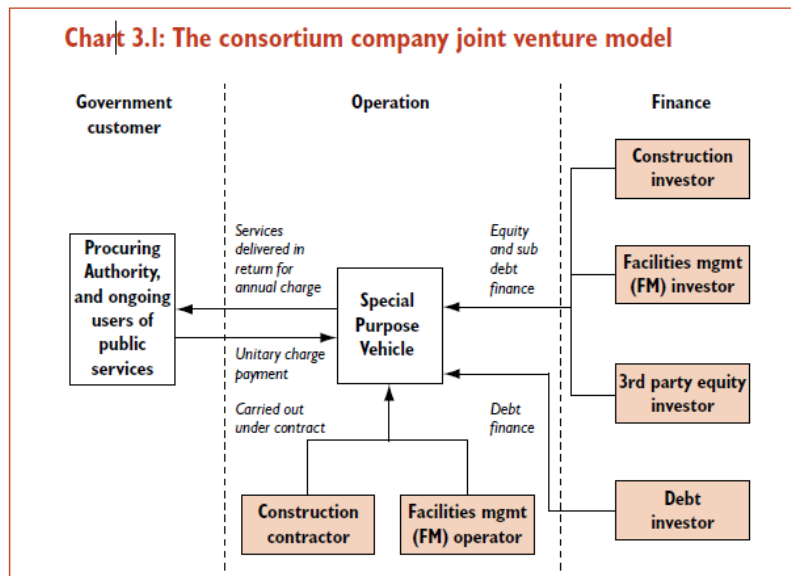 Chart 3.1: The consortium company joint venture model
Government
customer
Operation
Finance
Construction
investor
Services
delivered in
return for
annual charge
Equity
and sub
debt
finance
Procuring
Authority,
and ongoing
users of
public
services
Special
Purpose
Vehicle
Facilities mgmt
(FM) investor
Unitary charge
payment
3rd party equity
investor
Carried out
under contract
Debt
finance
Construction
contractor
Facilities mgmt
(FM) operator
Debt
investor